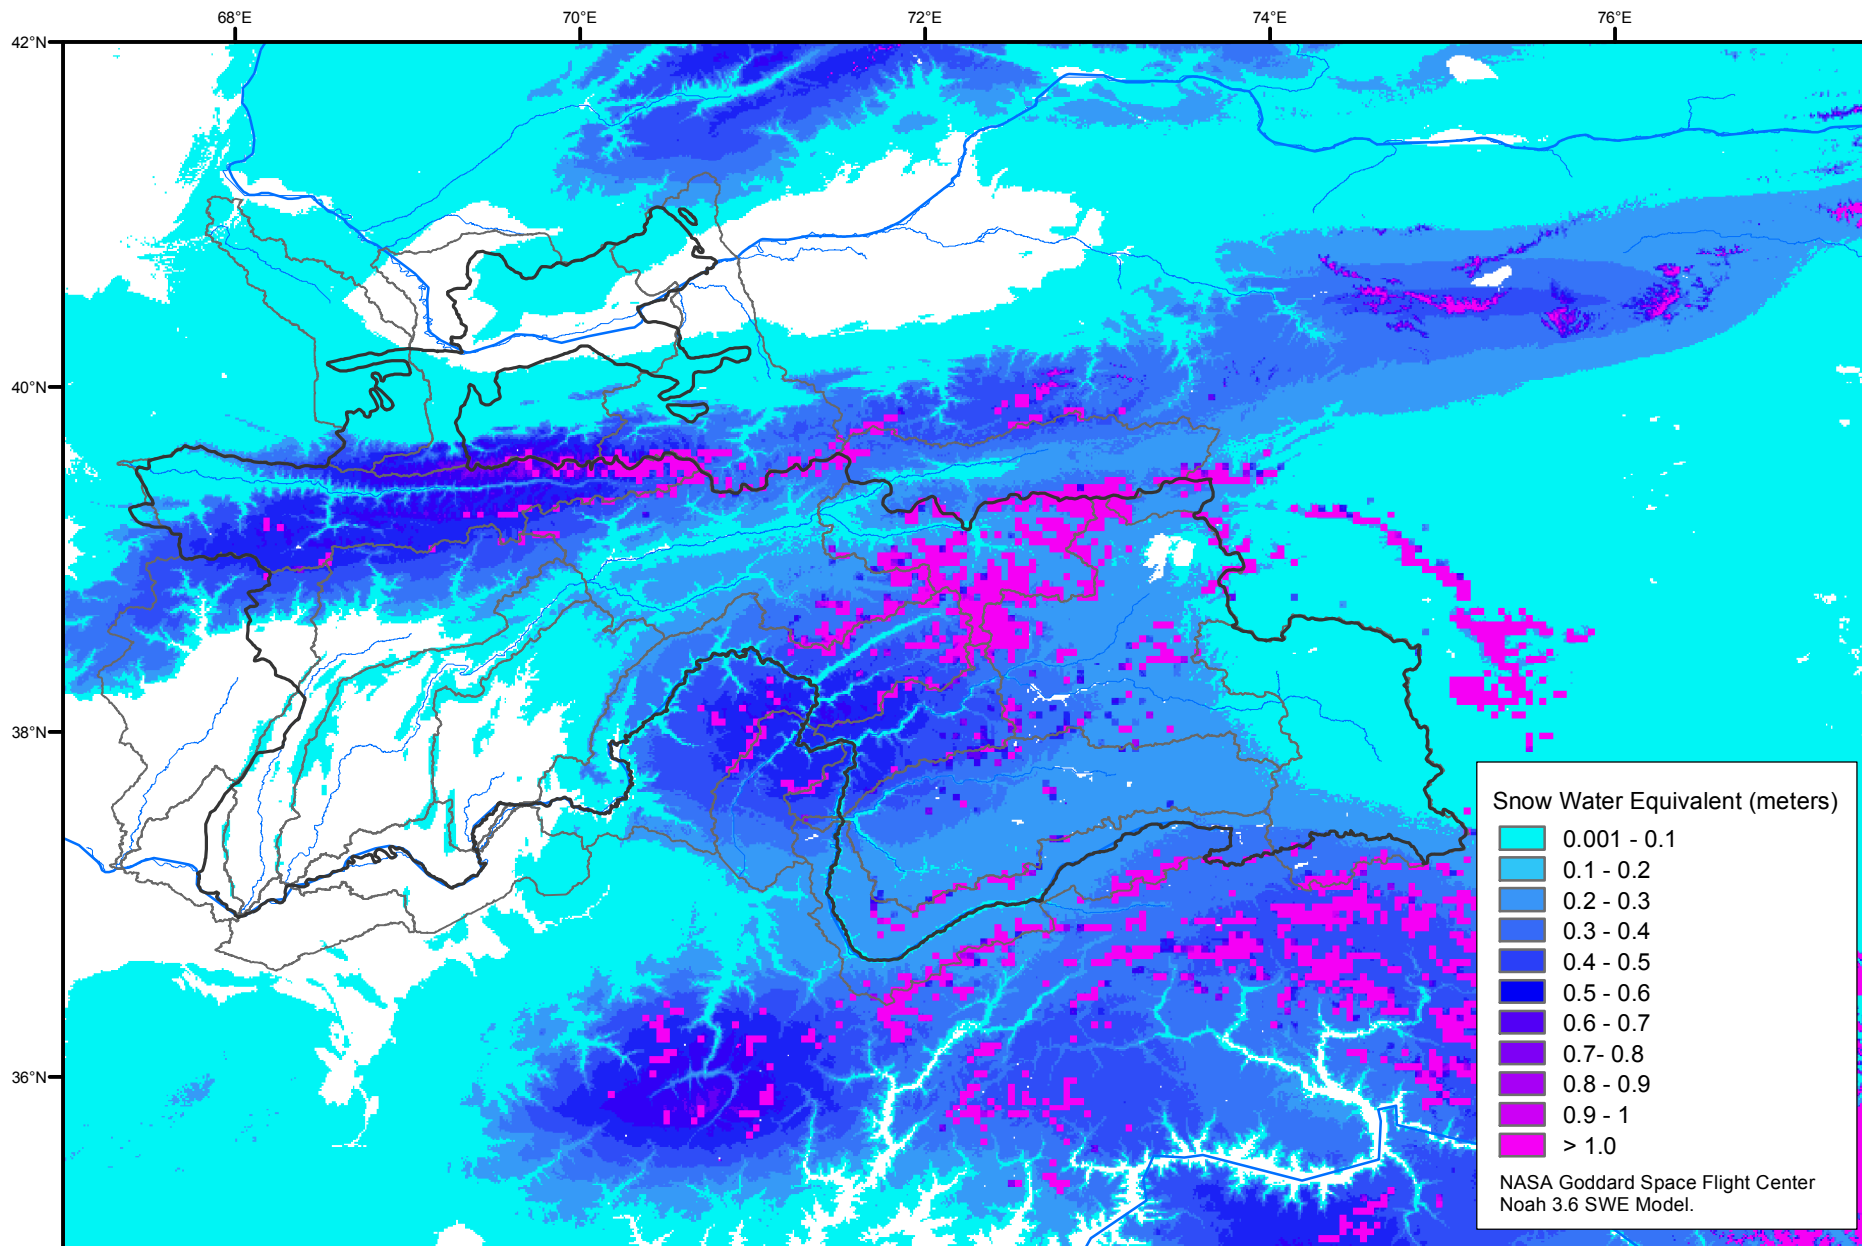 68°E
70°E
72°E
74°E
76°E
42°N
40°N
38°N
36°N
Snow Water Equivalent (meters)
0.001 - 0.1
0.1 - 0.2
0.2 - 0.3
0.3 - 0.4
0.4 - 0.5
0.5 - 0.6
0.6 - 0.7
0.7- 0.8
0.8 - 0.9
0.9 - 1
> 1.0
NASA Goddard Space Flight Center
Noah 3.6 SWE Model.